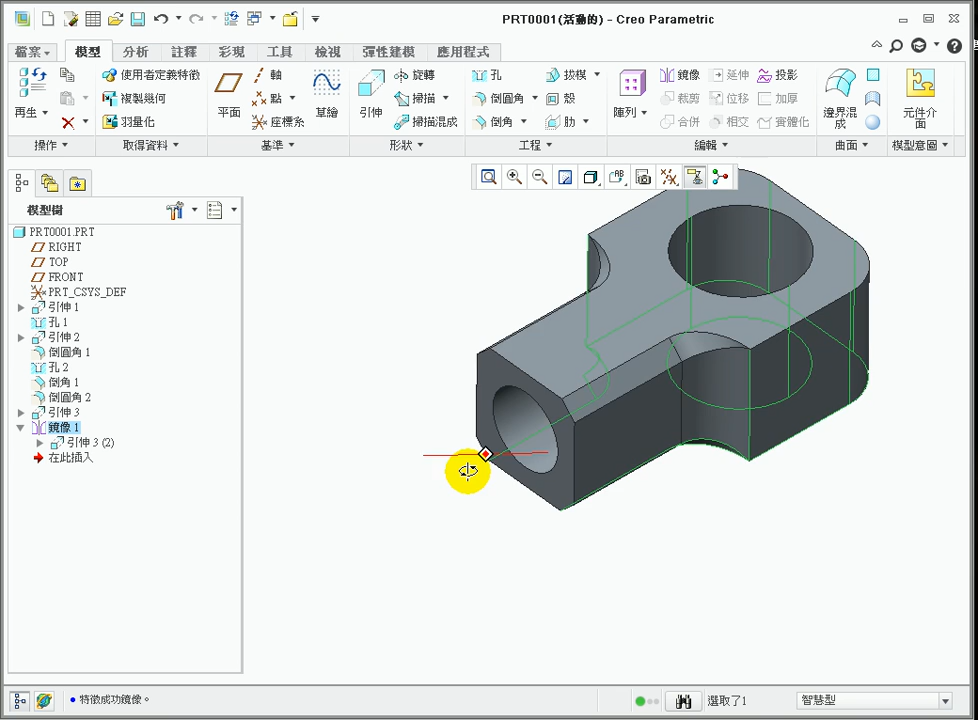 PRT0001(活動的) - Creo Parametric
檔案 模型 分析 註釋 彩現 工具 檢視 彈性建模 應用程式
再生
操作
使用者定義特徵
複製幾何
羽量化
取得資料
平面
軸
點
座標系
草繪
基準
引伸
旋轉
掃描
掃描混成
形狀
孔
倒圓角
倒角
拔模
殼
肋
工程
陣列
鏡像
延伸
投影
裁剪
位移
加厚
合併
相交
實體化
編輯
邊界混成
曲面
元件介面
模型意圖
模型樹
PRT0001.PRT
RIGHT
TOP
FRONT
PRT_CSYS_DEF
引伸 1
孔 1
引伸 2
倒圓角 1
孔 2
倒角 1
倒圓角 2
引伸 3
鏡像 1
引伸 3 (2)
在此插入
特徵成功鏡像。
選取了1
智慧型